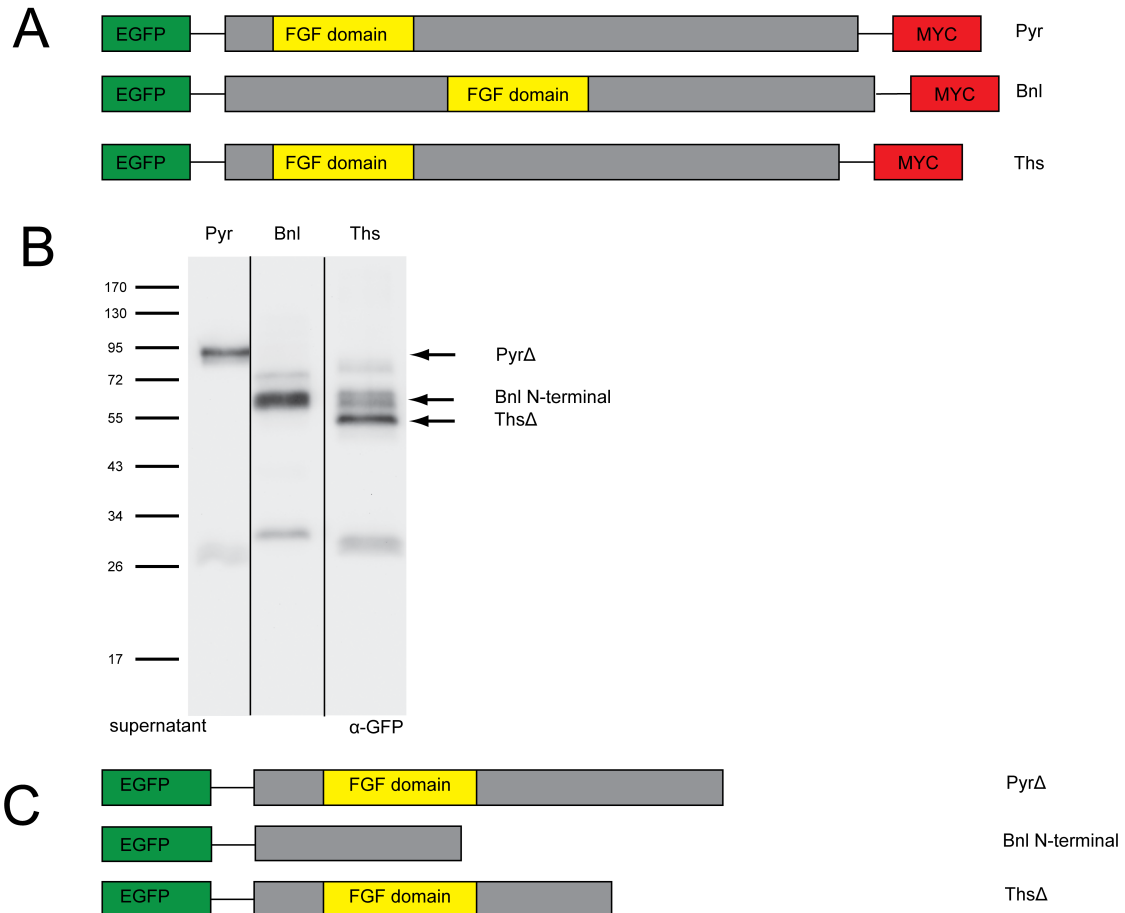 A
EGFP FGF domain MYC Pyr
EGFP FGF domain MYC Bnl
EGFP FGF domain MYC Ths
B
Pyr Bnl Ths
170
130
95 PyrΔ
72
Bnl N-terminal
55 ThsΔ
43
34
26
17
supernatant α-GFP
C
EGFP FGF domain PyrΔ
EGFP Bnl N-terminal
EGFP FGF domain ThsΔ